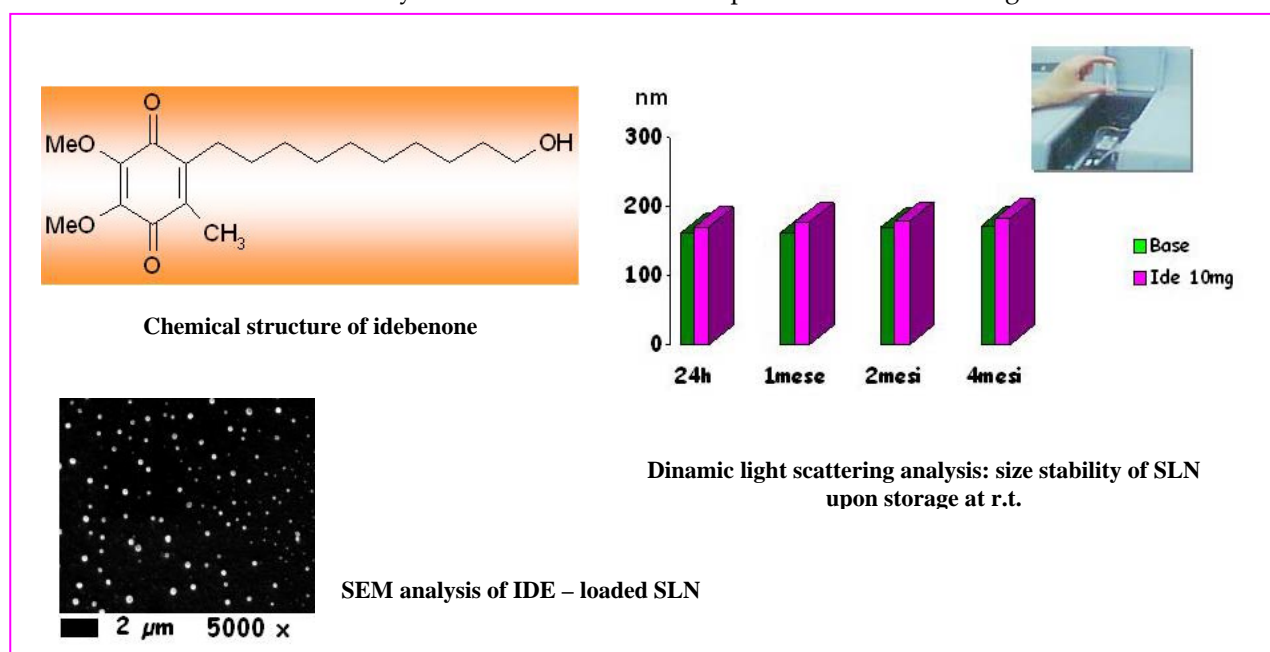 O
MeO
OH
MeO
CH3
O
Chemical structure of idebenone
nm
300
200
100
0
24h 1mese 2mesi 4mesi
Base
Ide 10mg
Dinamic light scattering analysis: size stability of SLN
upon storage at r.t.
2 µm 5000 x
SEM analysis of IDE – loaded SLN